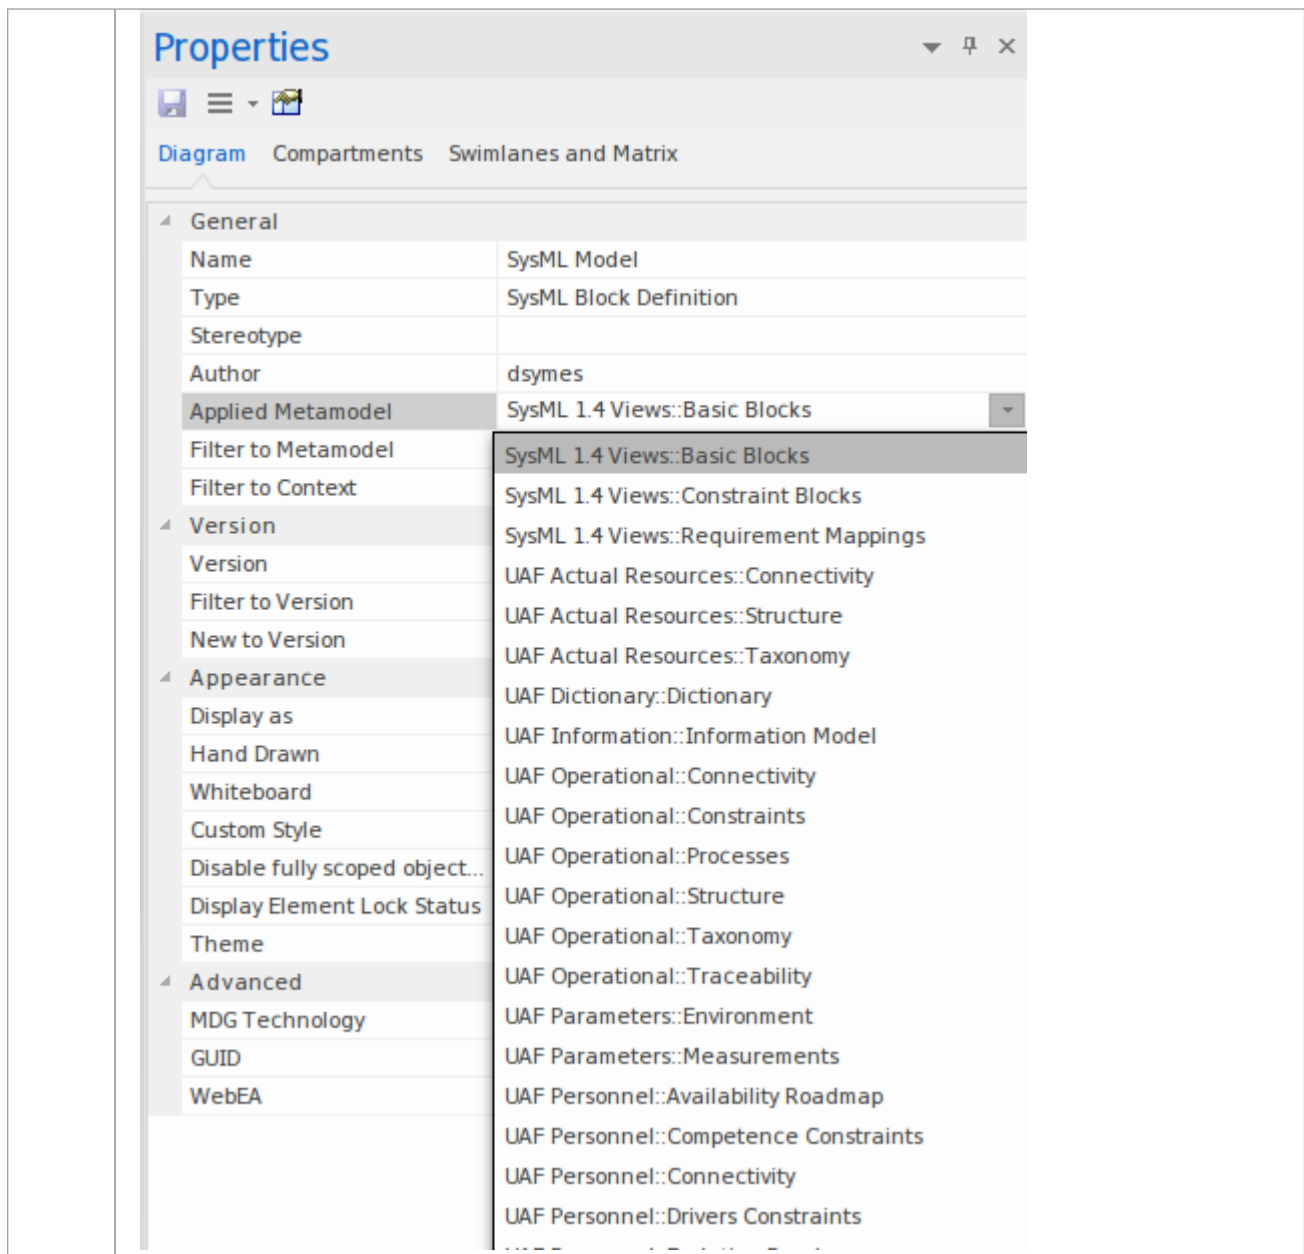 Properties
Diagram Compartments Swimlanes and Matrix
General
Name SysML Model
Type SysML Block Definition
Stereotype
Author dsymes
Applied Metamodel SysML 1.4 Views::Basic Blocks
Filter to Metamodel
Filter to Context
Version
Version
Filter to Version
New to Version
Appearance
Display as
Hand Drawn
Whiteboard
Custom Style
Disable fully scoped object...
Display Element Lock Status
Theme
Advanced
MDG Technology
GUID
WebEA
SysML 1.4 Views::Basic Blocks
SysML 1.4 Views::Constraint Blocks
SysML 1.4 Views::Requirement Mappings
UAF Actual Resources::Connectivity
UAF Actual Resources::Structure
UAF Actual Resources::Taxonomy
UAF Dictionary::Dictionary
UAF Information::Information Model
UAF Operational::Connectivity
UAF Operational::Constraints
UAF Operational::Processes
UAF Operational::Structure
UAF Operational::Taxonomy
UAF Operational::Traceability
UAF Parameters::Environment
UAF Parameters::Measurements
UAF Personnel::Availability Roadmap
UAF Personnel::Competence Constraints
UAF Personnel::Connectivity
UAF Personnel::Drivers Constraints